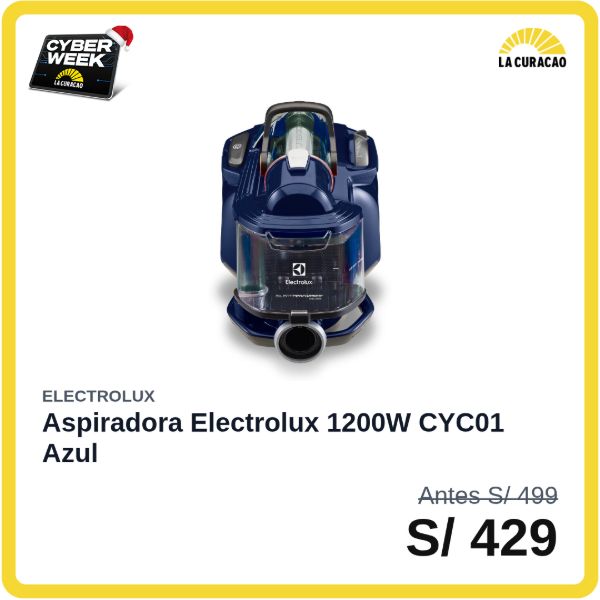 CYBER
WEEK
LA CURACAO
LA CURACAO
Electrolux
ELECTROLUX
Aspiradora Electrolux 1200W CYC01
Azul
Antes S/ 499
S/ 429